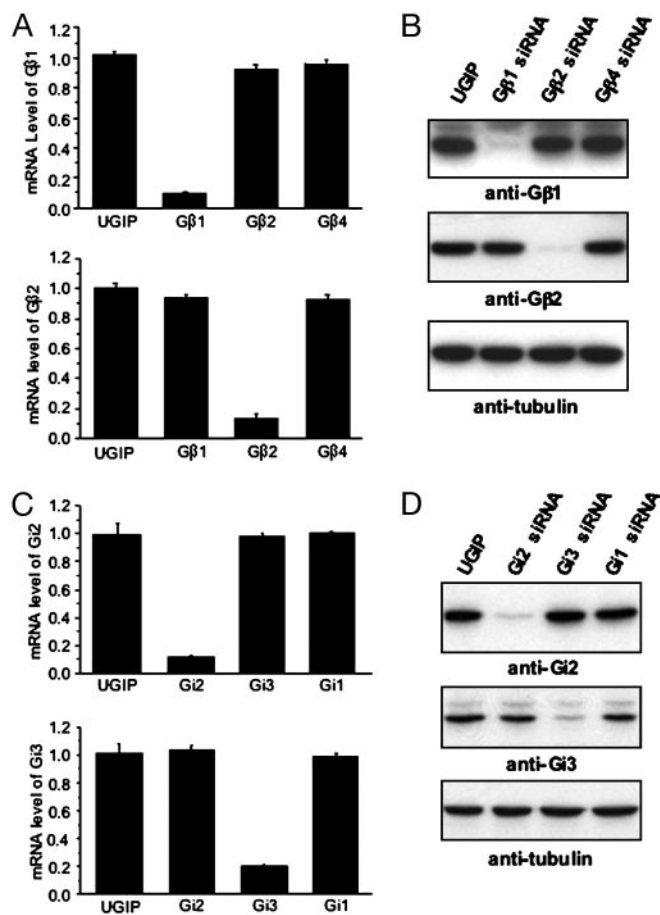 A
mRNA Level of Gβ1
1.2
1.0
0.8
0.6
0.4
0.2
0.0
UGIP Gβ1 Gβ2 Gβ4
mRNA level of Gβ2
1.2
1.0
0.8
0.6
0.4
0.2
0.0
UGIP Gβ1 Gβ2 Gβ4
B
UGIP
Gβ1 siRNA
Gβ2 siRNA
Gβ4 siRNA
anti-Gβ1
anti-Gβ2
anti-tubulin
C
mRNA level of Gi2
1.2
1.0
0.8
0.6
0.4
0.2
0.0
UGIP Gi2 Gi3 Gi1
mRNA level of Gi3
1.2
1.0
0.8
0.6
0.4
0.2
0.0
UGIP Gi2 Gi3 Gi1
D
UGIP
Gi2 siRNA
Gi3 siRNA
Gi1 siRNA
anti-Gi2
anti-Gi3
anti-tubulin